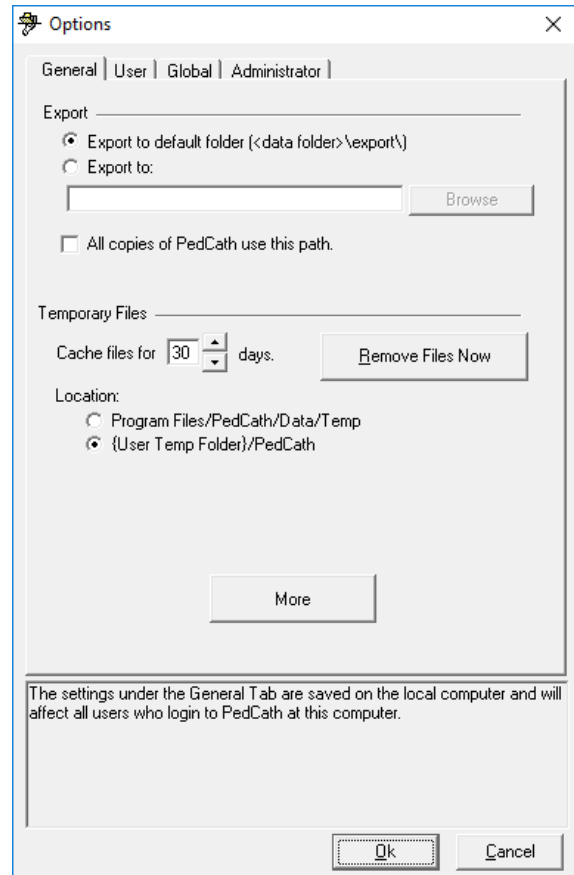 Options
General User Global Administrator
Export
Export to default folder (<data folder>\export\)
Export to:
Browse
All copies of PedCath use this path.
Temporary Files
Cache files for 30 days.
Remove Files Now
Location:
Program Files/PedCath/Data/Temp
{User Temp Folder}/PedCath
More
The settings under the General Tab are saved on the local computer and will
affect all users who login to PedCath at this computer.
Ok Cancel